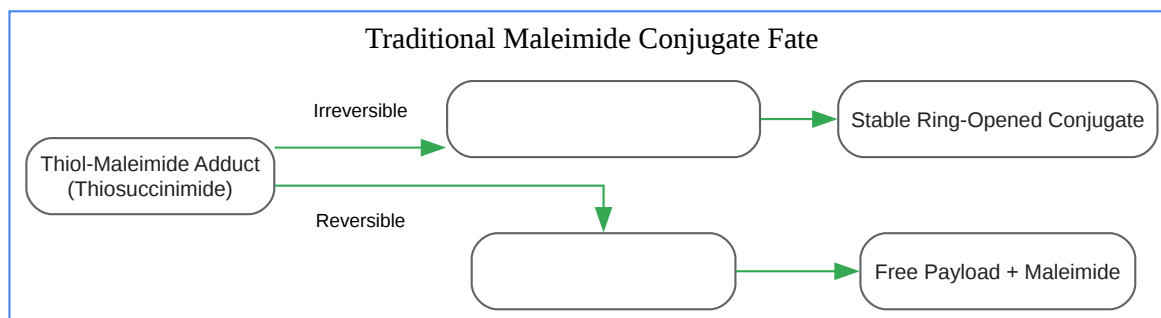 Traditional Maleimide Conjugate Fate
Irreversible
Stable Ring-Opened Conjugate
Thiol-Maleimide Adduct
(Thiosuccinimide)
Reversible
Free Payload + Maleimide